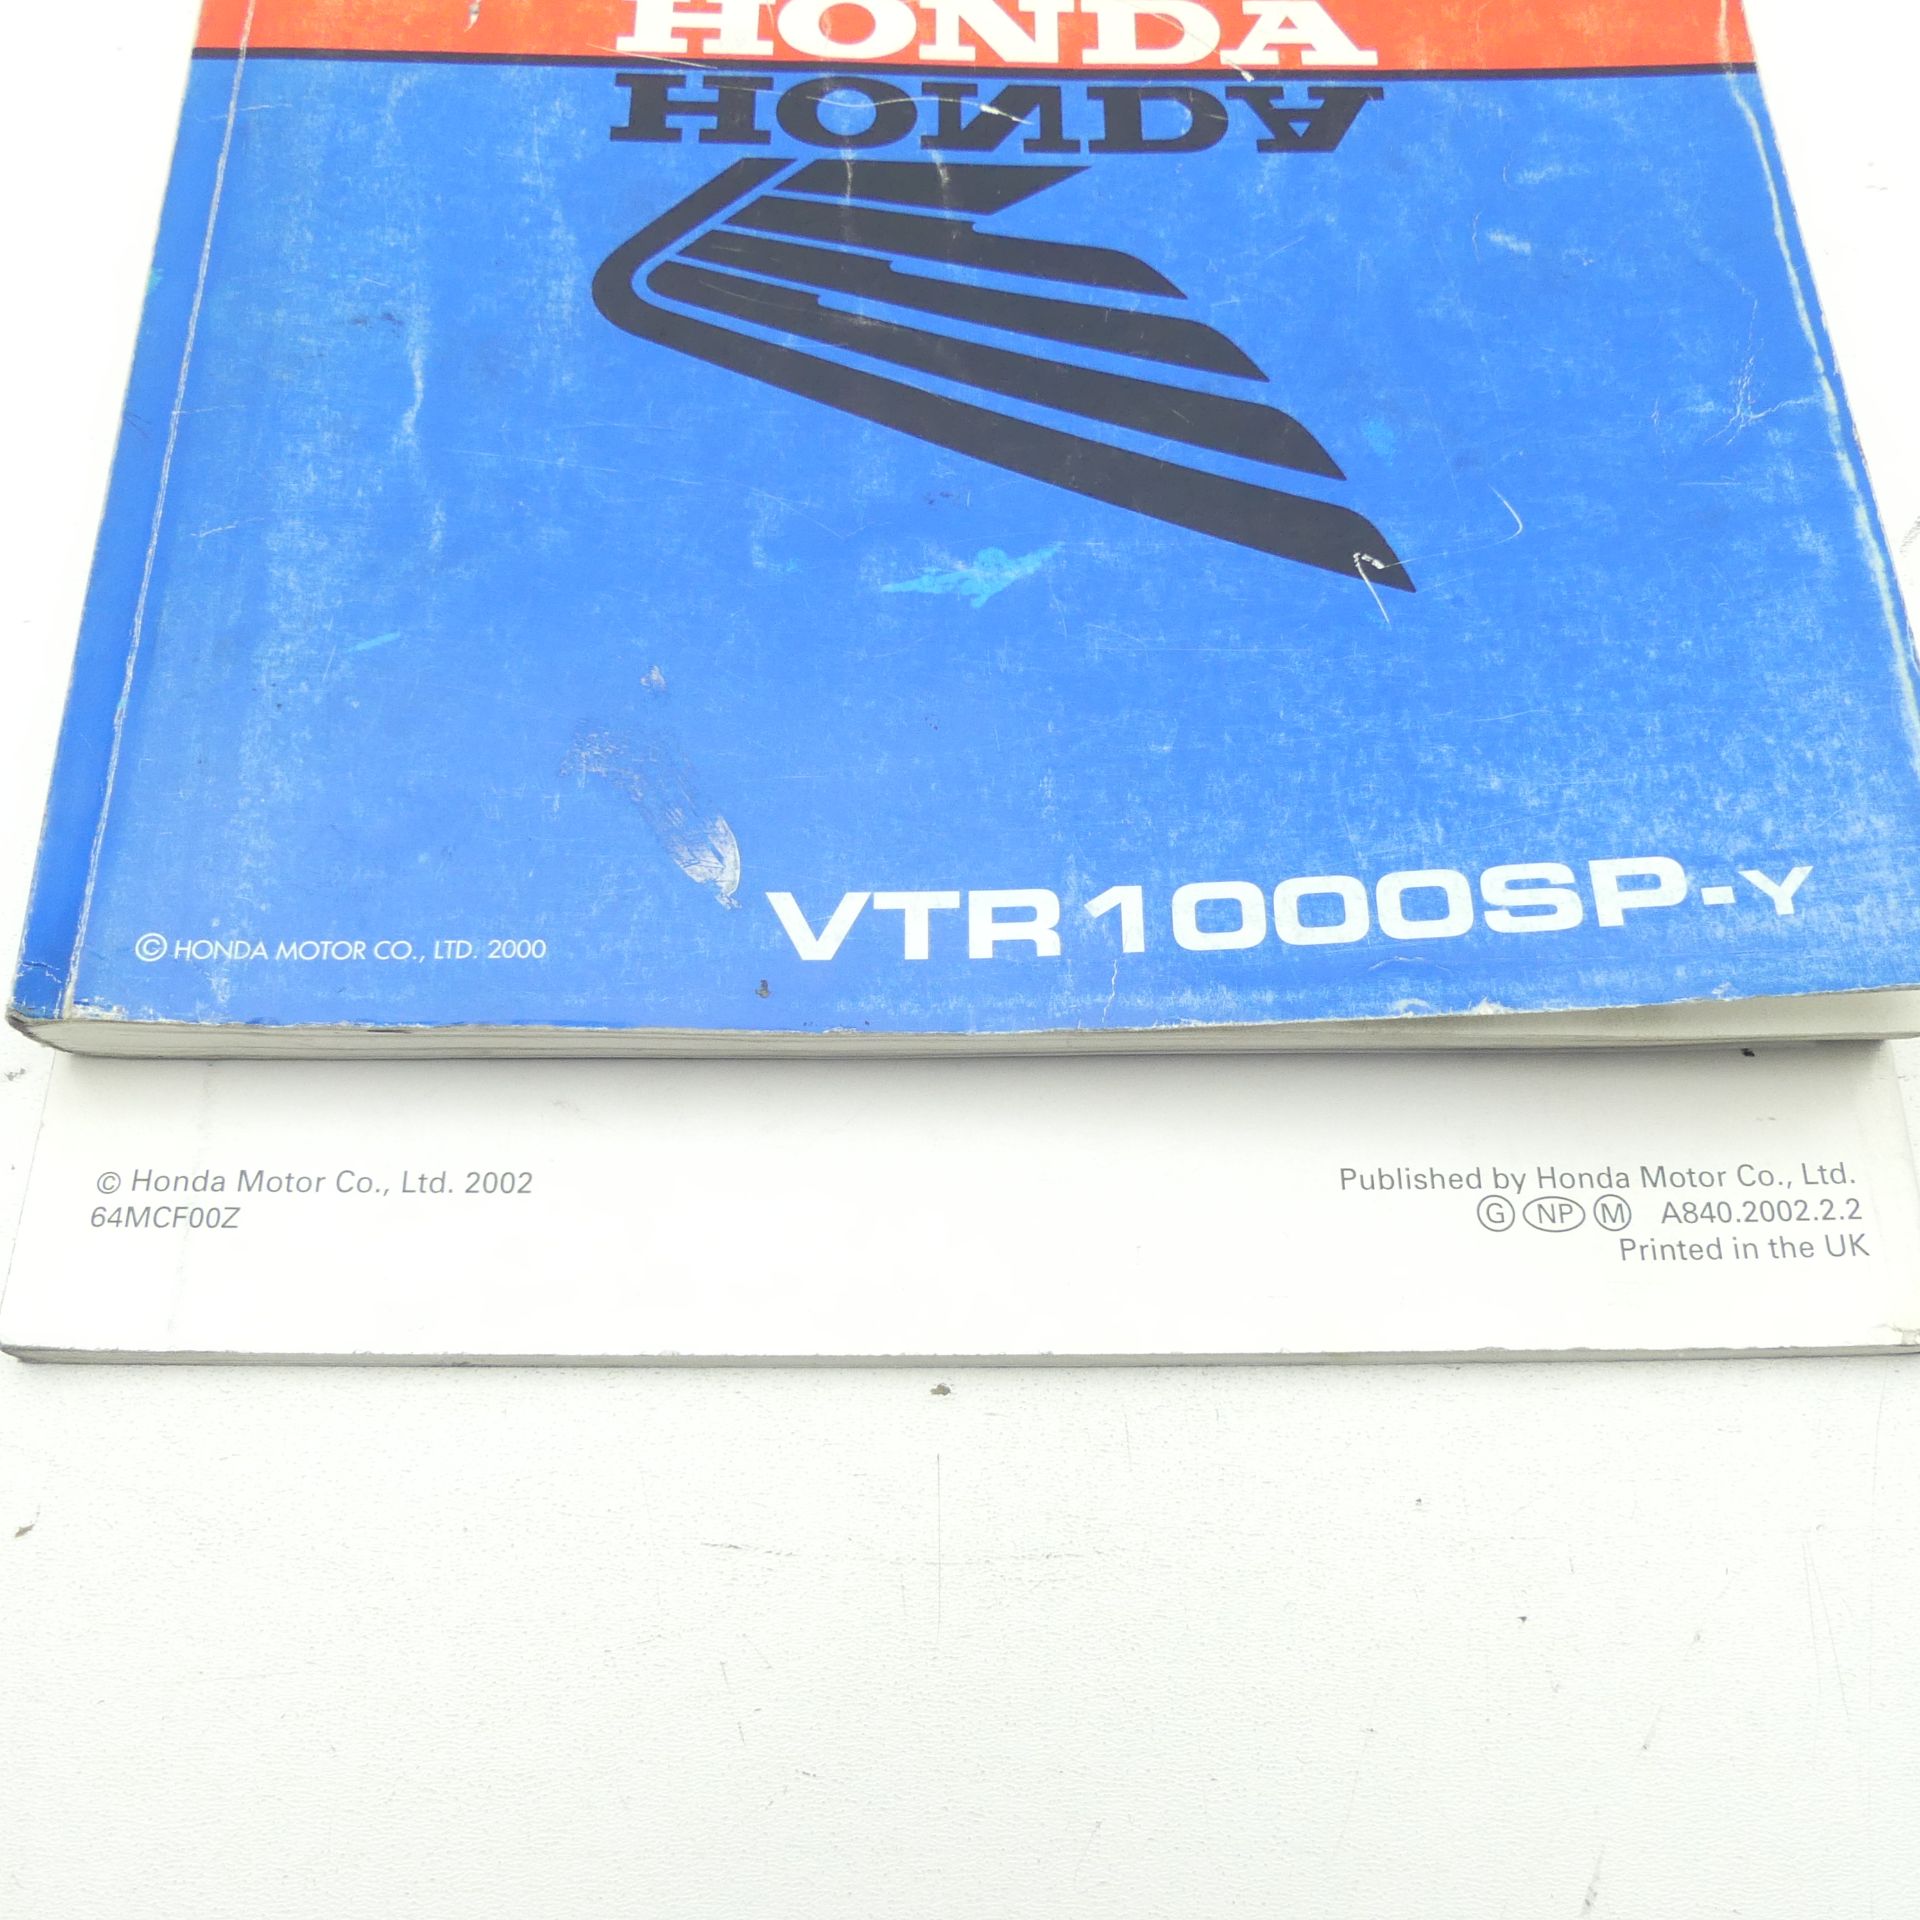 HONDA
HONDA
VTR1000SP-Y
© HONDA MOTOR CO., LTD. 2000
© Honda Motor Co., Ltd. 2002
64MCF00Z
Published by Honda Motor Co., Ltd.
G NP M A840.2002.2.2
Printed in the UK